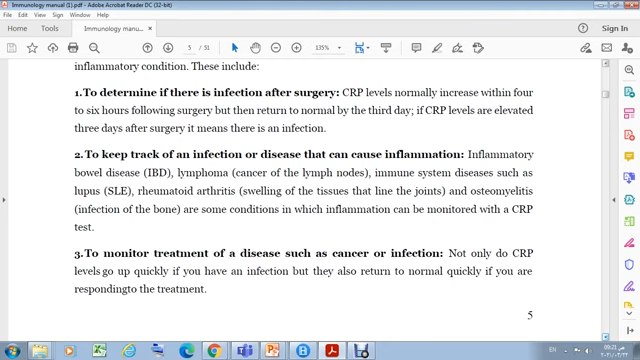 Immunology manual (1).pdf - Adobe Acrobat Reader DC (32-bit)
File Edit View Sign Window Help
Home Tools Immunology manual... ×
5 / 51 135%
inflammatory condition. These include:
1.To determine if there is infection after surgery: CRP levels normally increase within four
to six hours following surgery but then return to normal by the third day; if CRP levels are elevated
three days after surgery it means there is an infection.
2.To keep track of an infection or disease that can cause inflammation: Inflammatory
bowel disease (IBD), lymphoma (cancer of the lymph nodes), immune system diseases such as
lupus (SLE), rheumatoid arthritis (swelling of the tissues that line the joints) and osteomyelitis
(infection of the bone) are some conditions in which inflammation can be monitored with a CRP
test.
3.To monitor treatment of a disease such as cancer or infection: Not only do CRP
levels go up quickly if you have an infection but they also return to normal quickly if you are
respondingto the treatment.
5
EN